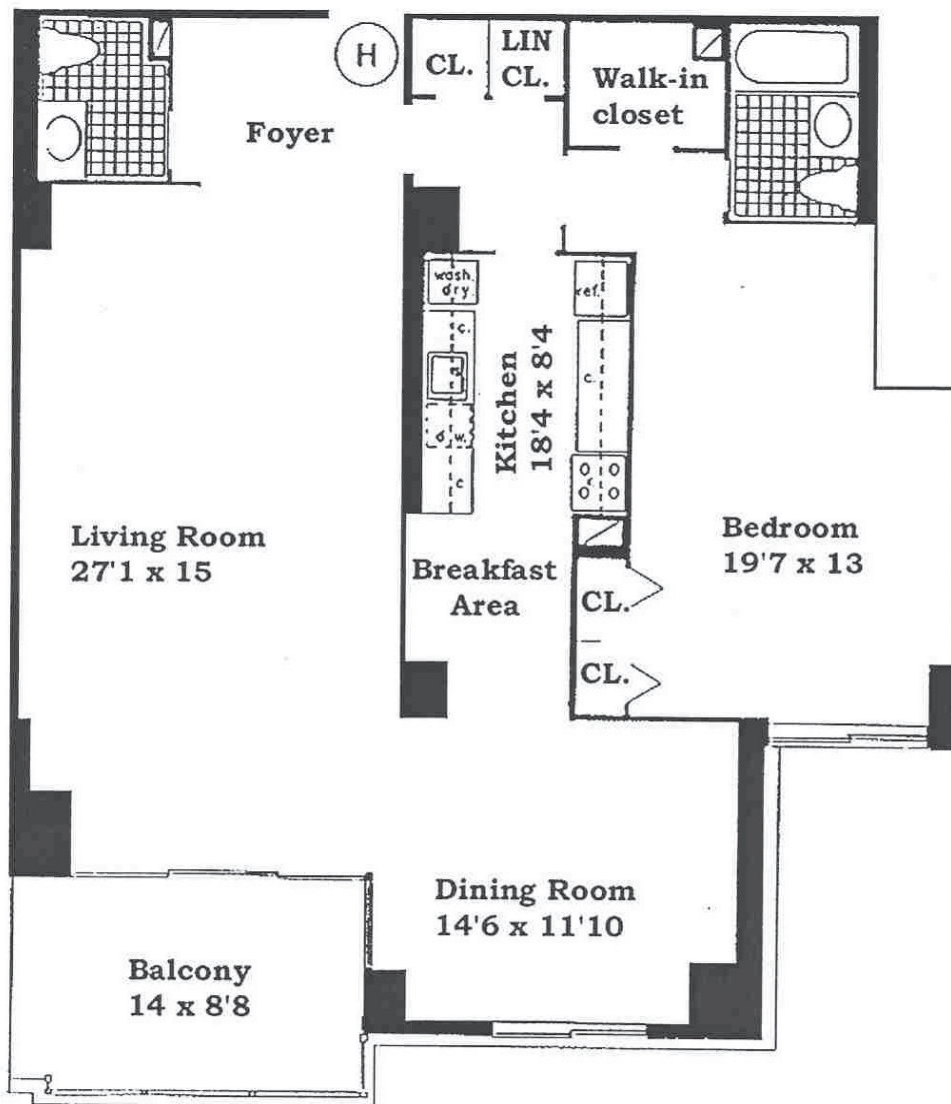 H
CL.
LIN
CL.
Walk-in
closet
Foyer
wash.
dry.
ref.
c.
c.
Kitchen
18'4 x 8'4
d. w.
c
Living Room
27'1 x 15
Breakfast
Area
Bedroom
19'7 x 13
CL.
CL.
Dining Room
14'6 x 11'10
Balcony
14 x 8'8